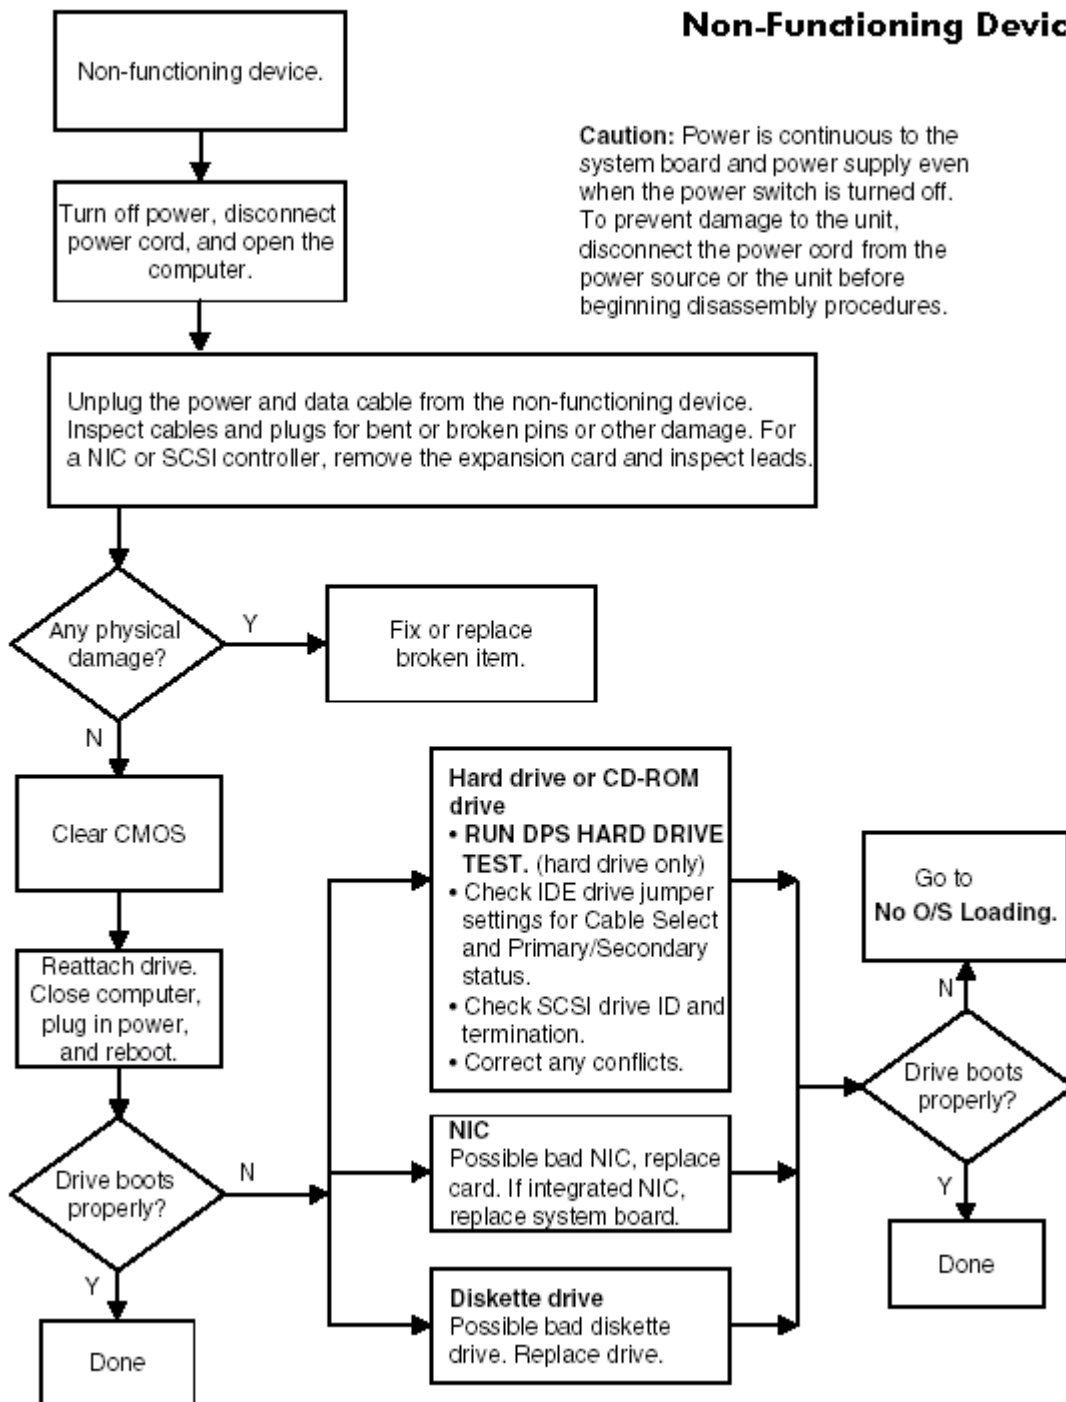 Non-Functioning Devic
Non-functioning device.
Caution: Power is continuous to the
system board and power supply even
when the power switch is turned off.
To prevent damage to the unit,
disconnect the power cord from the
power source or the unit before
beginning disassembly procedures.
Turn off power, disconnect
power cord, and open the
computer.
Unplug the power and data cable from the non-functioning device.
Inspect cables and plugs for bent or broken pins or other damage. For
a NIC or SCSI controller, remove the expansion card and inspect leads.
Any physical
damage?
Y
Fix or replace
broken item.
N
Clear CMOS
Reattach drive.
Close computer,
plug in power,
and reboot.
Drive boots
properly?
N
Y
Done
Hard drive or CD-ROM
drive
• RUN DPS HARD DRIVE
TEST. (hard drive only)
• Check IDE drive jumper
settings for Cable Select
and Primary/Secondary
status.
• Check SCSI drive ID and
termination.
• Correct any conflicts.
NIC
Possible bad NIC, replace
card. If integrated NIC,
replace system board.
Diskette drive
Possible bad diskette
drive. Replace drive.
Go to
No O/S Loading.
N
Drive boots
properly?
Y
Done